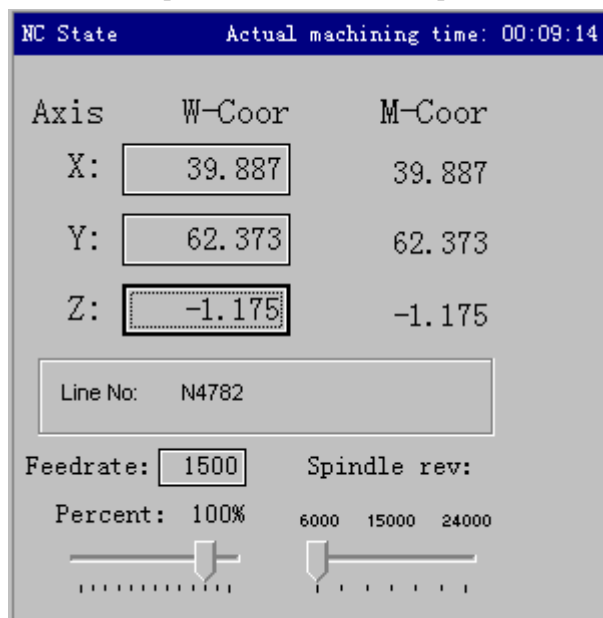 NC State Actual machining time: 00:09:14
Axis W-Coor M-Coor
X: 39.887 39.887
Y: 62.373 62.373
Z: -1.175 -1.175
Line No: N4782
Feedrate: 1500 Spindle rev:
Percent: 100% 6000 15000 24000